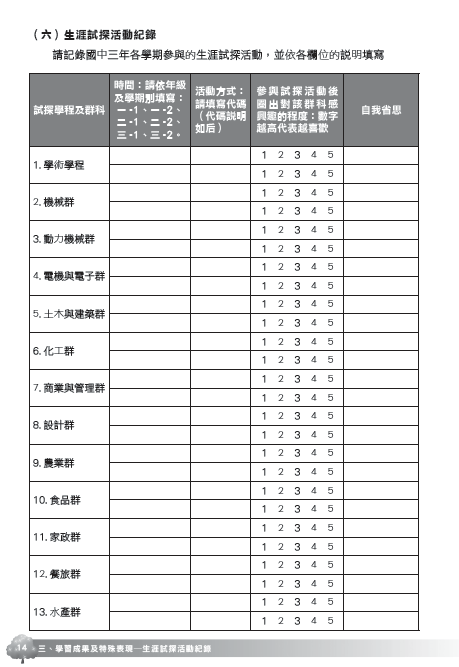 （六）生涯試探活動紀錄
請記錄國中三年各學期參與的生涯試探活動，並依各欄位的說明填寫
試探學程及群科
時間：請依年級
及學期別填寫：
一 -1、一 -2、
二 -1、二 -2、
三 -1、三 -2。
活動方式：
請填寫代碼
（代碼說明
如后）
參與試探活動後
圈出對該群科感
興趣的程度：數字
越高代表越喜歡
自我省思
1. 學術學程
1 2 3 4 5
1 2 3 4 5
2. 機械群
1 2 3 4 5
1 2 3 4 5
3. 動力機械群
1 2 3 4 5
1 2 3 4 5
4. 電機與電子群
1 2 3 4 5
1 2 3 4 5
5. 土木與建築群
1 2 3 4 5
1 2 3 4 5
6. 化工群
1 2 3 4 5
1 2 3 4 5
7. 商業與管理群
1 2 3 4 5
1 2 3 4 5
8. 設計群
1 2 3 4 5
1 2 3 4 5
9. 農業群
1 2 3 4 5
1 2 3 4 5
10. 食品群
1 2 3 4 5
1 2 3 4 5
11. 家政群
1 2 3 4 5
1 2 3 4 5
12. 餐旅群
1 2 3 4 5
1 2 3 4 5
13. 水產群
1 2 3 4 5
1 2 3 4 5
14 三、學習成果及特殊表現—生涯試探活動紀錄